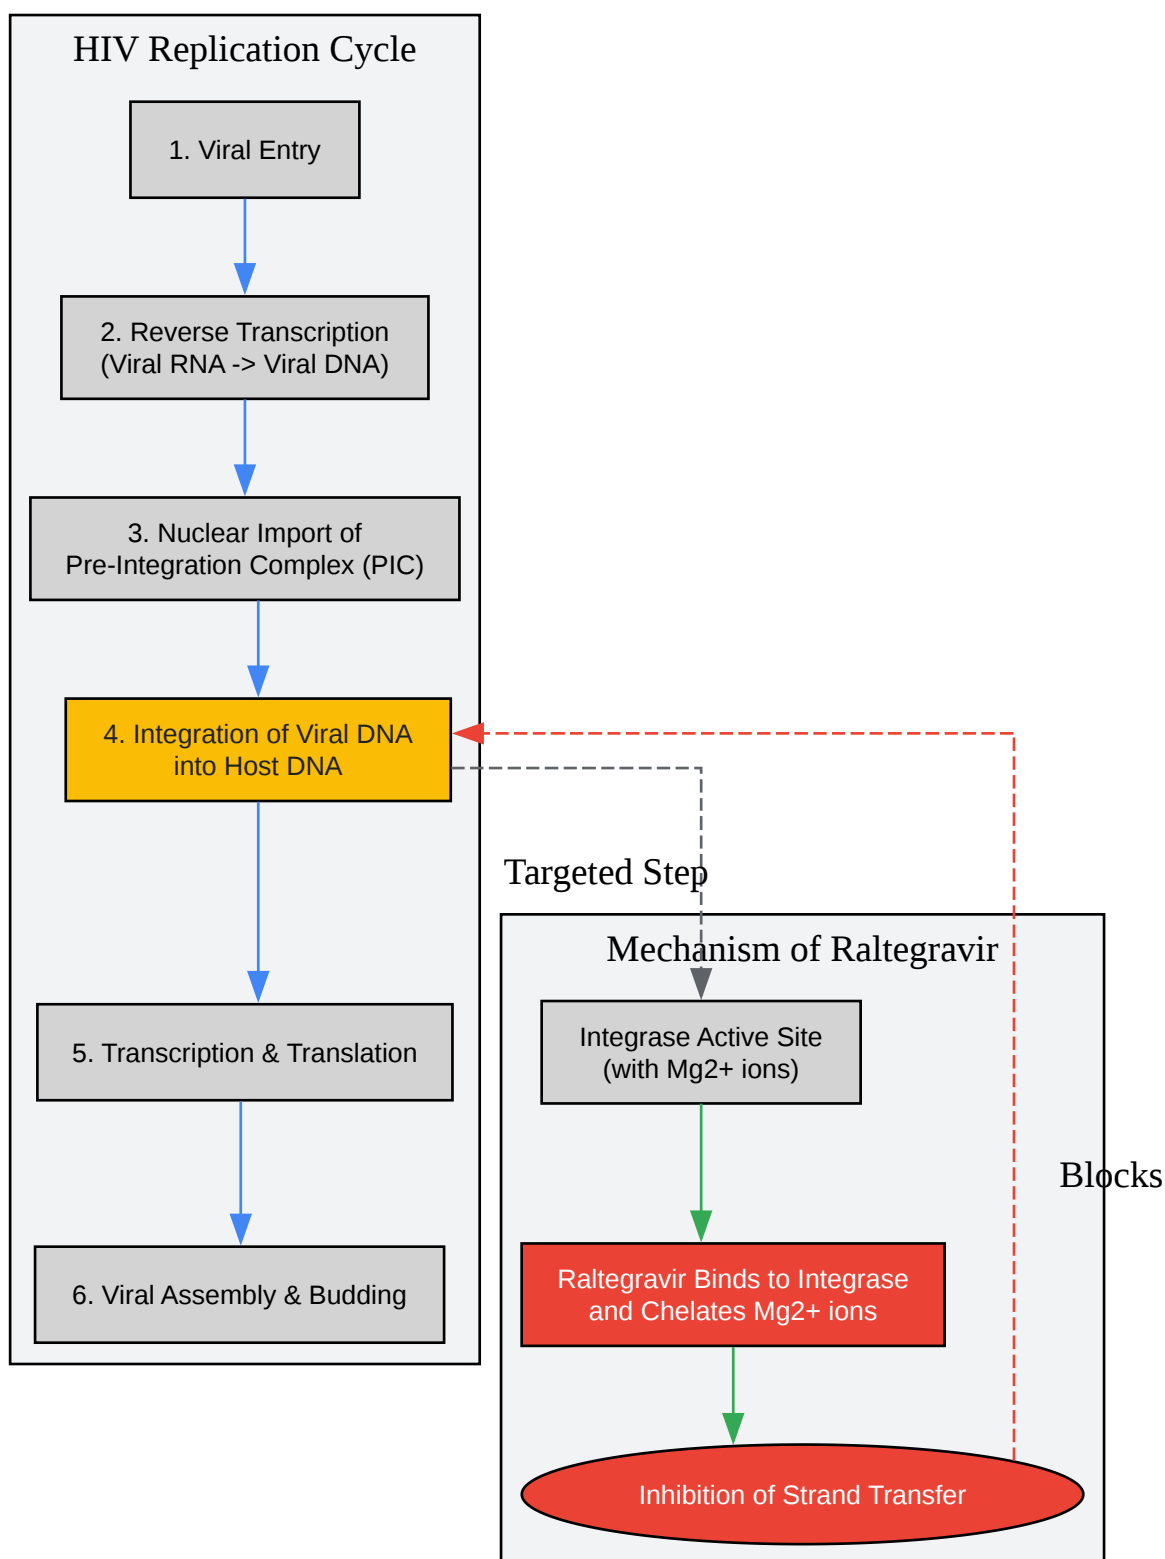 HIV Replication Cycle
1. Viral Entry
2. Reverse Transcription
(Viral RNA -> Viral DNA)
3. Nuclear Import of
Pre-Integration Complex (PIC)
4. Integration of Viral DNA
into Host DNA
5. Transcription & Translation
6. Viral Assembly & Budding
Targeted Step
Mechanism of Raltegravir
Integrase Active Site
(with Mg2+ ions)
Raltegravir Binds to Integrase
and Chelates Mg2+ ions
Inhibition of Strand Transfer
Blocks